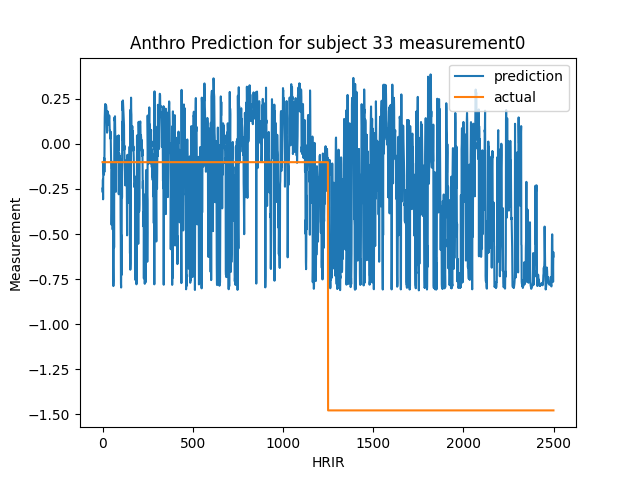 Anthro Prediction for subject 33 measurement0
prediction
actual
Measurement
0.25
0.00
−0.25
−0.50
−0.75
−1.00
−1.25
−1.50
0 500 1000 1500 2000 2500
HRIR